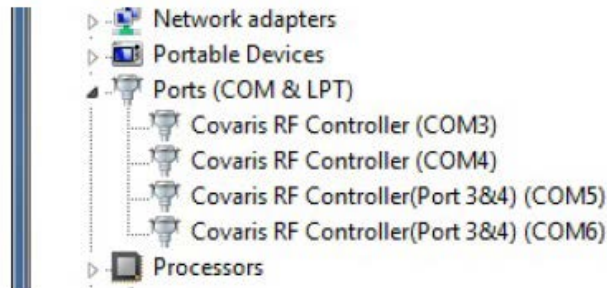 Network adapters
Portable Devices
Ports (COM & LPT)
Covaris RF Controller (COM3)
Covaris RF Controller (COM4)
Covaris RF Controller(Port 3&4) (COM5)
Covaris RF Controller(Port 3&4) (COM6)
Processors